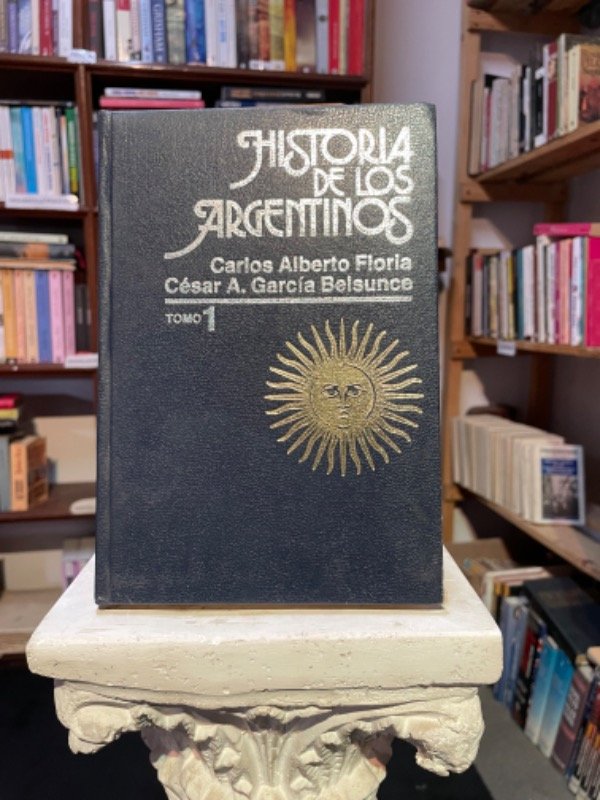 HISTORIA
DE LOS
ARGENTINOS
Carlos Alberto Floria
César A. García Belsunce
TOMO 1